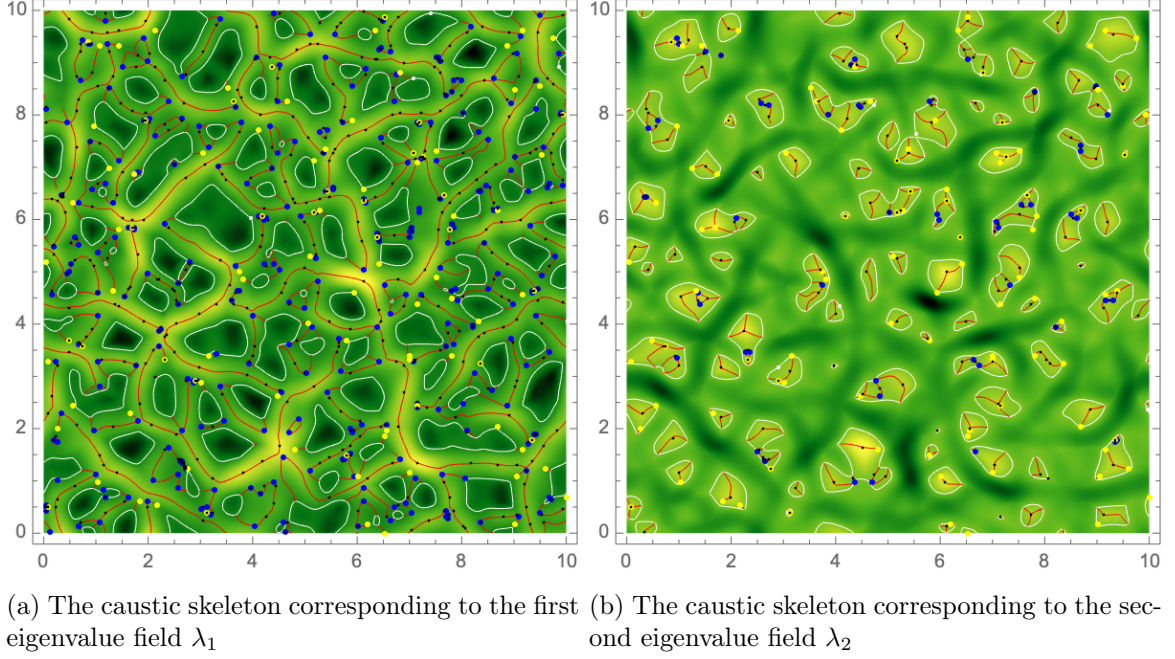 10
8
6
4
2
0
0 2 4 6 8 10
10
8
6
4
2
0
0 2 4 6 8 10
(a) The caustic skeleton corresponding to the first
eigenvalue field λ₁
(b) The caustic skeleton corresponding to the sec-
ond eigenvalue field λ₂